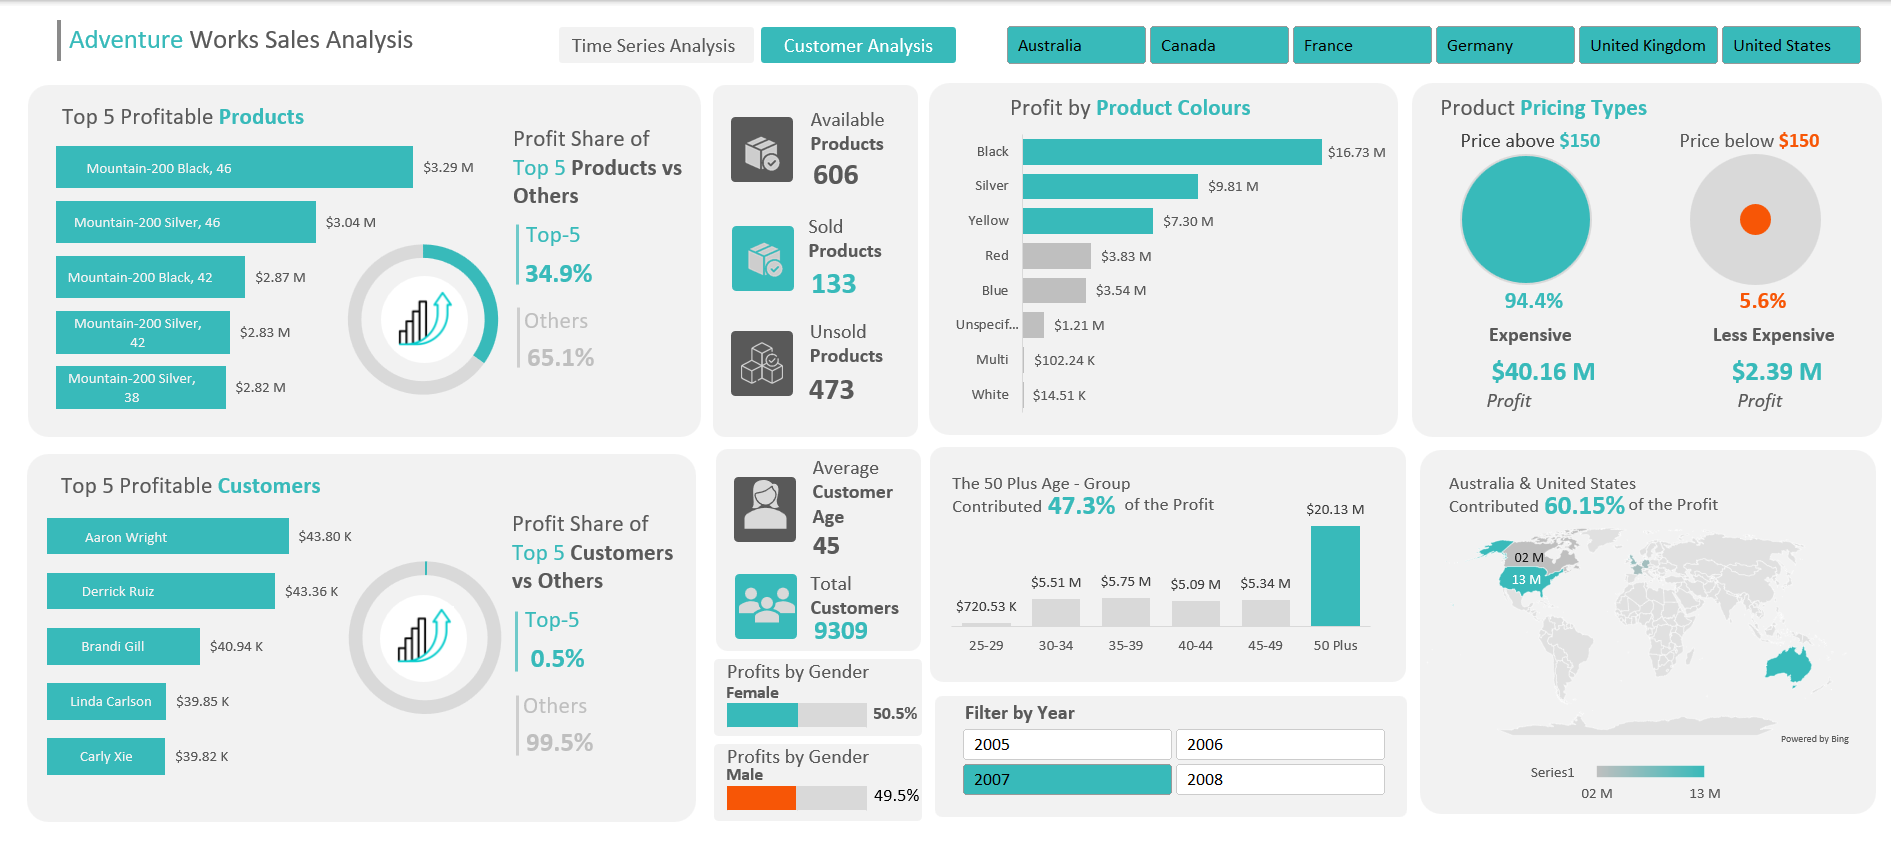 Adventure Works Sales Analysis
Time Series Analysis
Customer Analysis
Australia
Canada
France
Germany
United Kingdom
United States
Top 5 Profitable Products
Mountain-200 Black, 46
$3.29 M
Mountain-200 Silver, 46
$3.04 M
Mountain-200 Black, 42
$2.87 M
Mountain-200 Silver,
42
$2.83 M
Mountain-200 Silver,
38
$2.82 M
Profit Share of
Top 5 Products vs
Others
Top-5
34.9%
Others
65.1%
Available
Products
606
Sold
Products
133
Unsold
Products
473
Profit by Product Colours
Black
$16.73 M
Silver
$9.81 M
Yellow
$7.30 M
Red
$3.83 M
Blue
$3.54 M
Unspecif...
$1.21 M
Multi
$102.24 K
White
$14.51 K
Product Pricing Types
Price above $150
94.4%
Expensive
$40.16 M
Profit
Price below $150
5.6%
Less Expensive
$2.39 M
Profit
Top 5 Profitable Customers
Aaron Wright
$43.80 K
Derrick Ruiz
$43.36 K
Brandi Gill
$40.94 K
Linda Carlson
$39.85 K
Carly Xie
$39.82 K
Profit Share of
Top 5 Customers
vs Others
Top-5
0.5%
Others
99.5%
Average
Customer
Age
45
Total
Customers
9309
Profits by Gender
Female
50.5%
Profits by Gender
Male
49.5%
The 50 Plus Age - Group
Contributed 47.3% of the Profit
$720.53 K
$5.51 M
$5.75 M
$5.09 M
$5.34 M
$20.13 M
25-29
30-34
35-39
40-44
45-49
50 Plus
Filter by Year
2005
2006
2007
2008
Australia & United States
Contributed 60.15% of the Profit
02 M
13 M
Powered by Bing
Series1
02 M
13 M